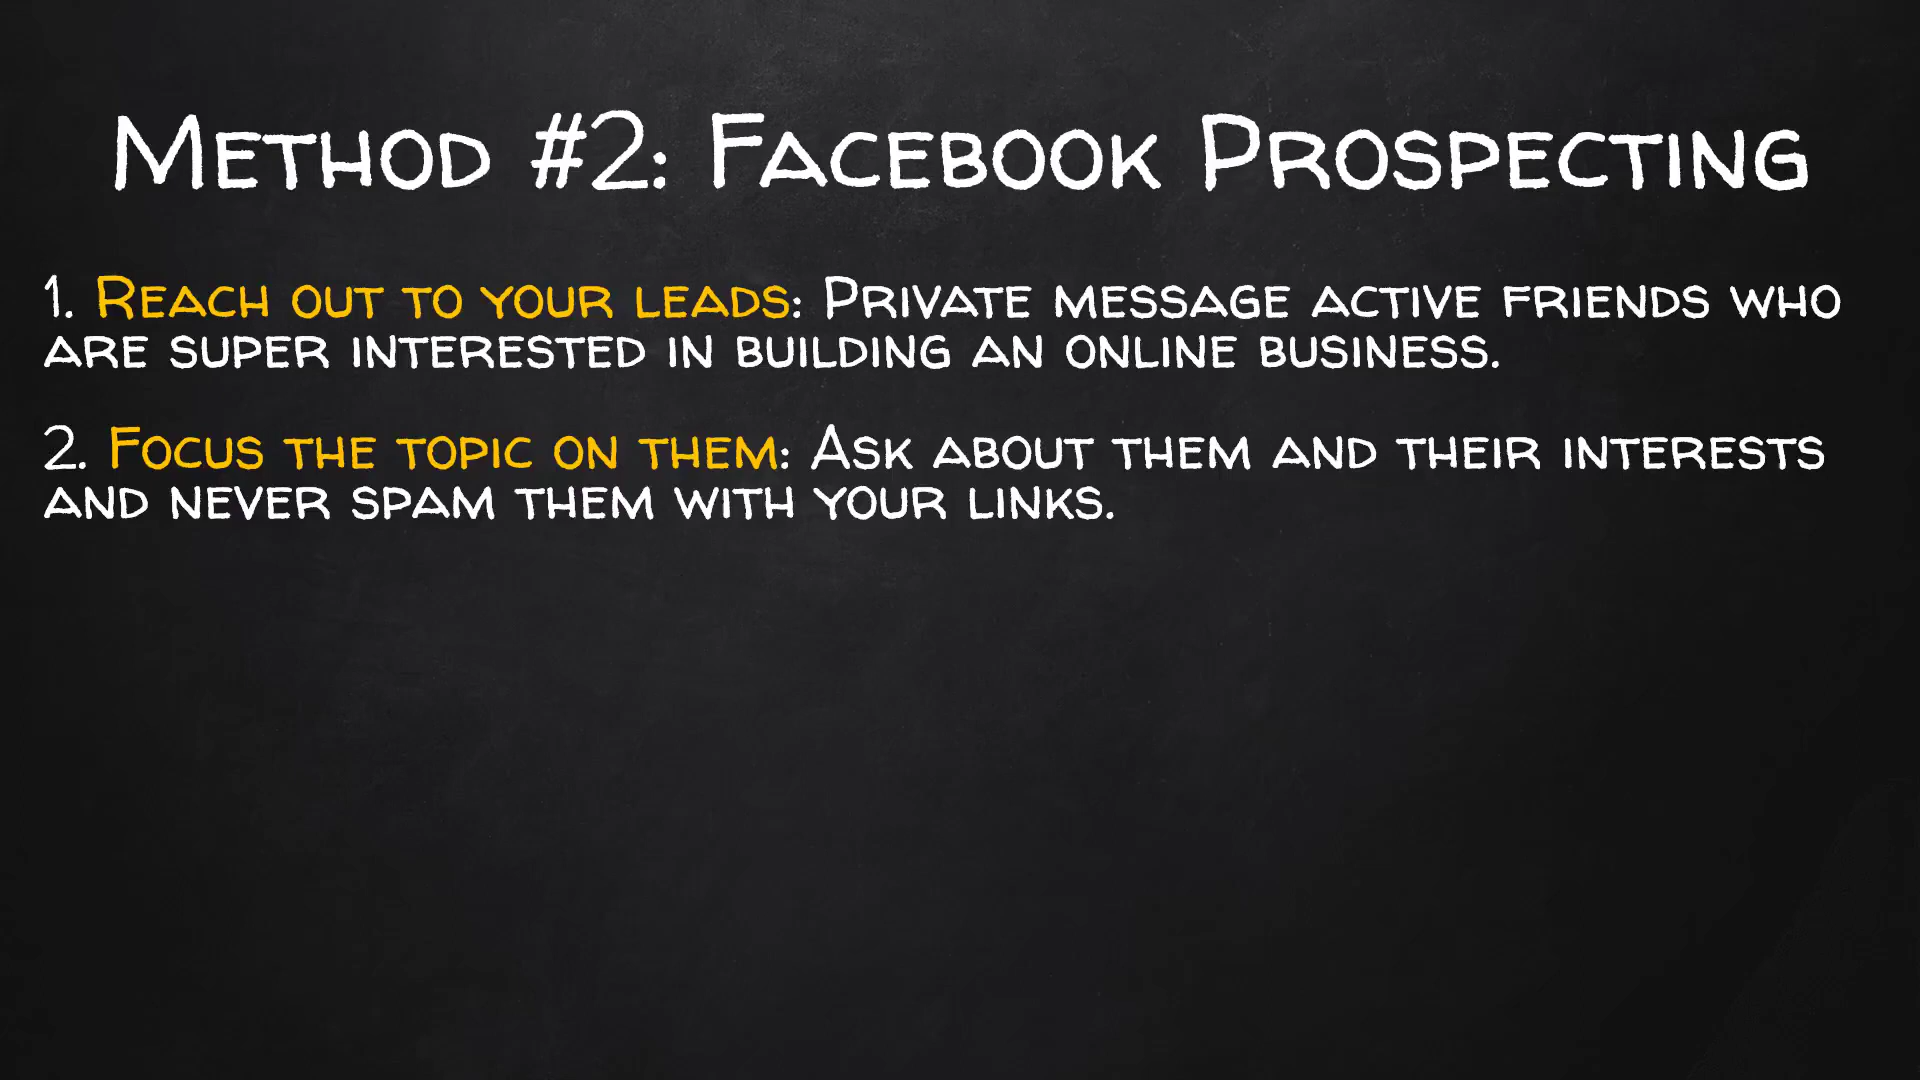 Method #2: Facebook Prospecting
1. Reach out to your leads: Private message active friends who
are super interested in building an online business.
2. Focus the topic on them: Ask about them and their interests
and never spam them with your links.